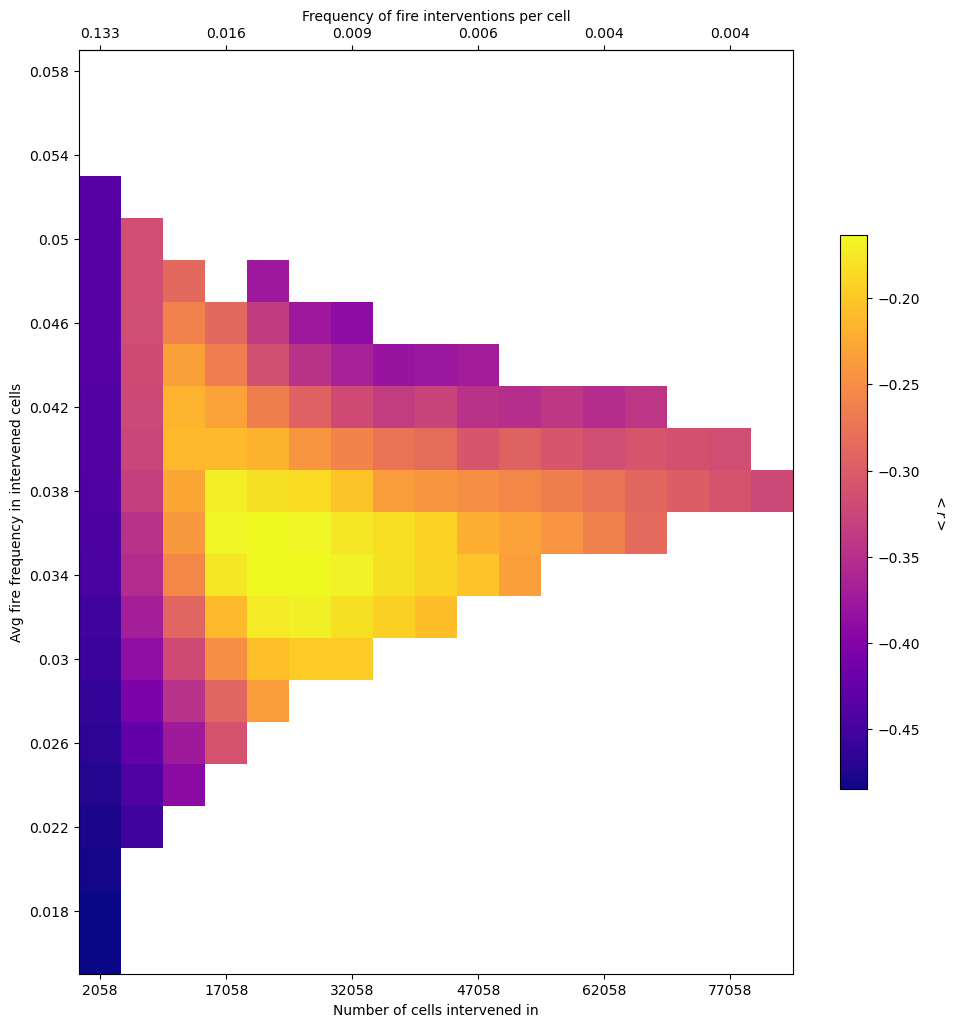 Frequency of fire interventions per cell
0.133 0.016 0.009 0.006 0.004 0.004
0.058
0.054
0.05
0.046
0.042
0.038
0.034
0.03
0.026
0.022
0.018
Avg fire frequency in intervened cells
2058 17058 32058 47058 62058 77058
Number of cells intervened in
−0.20
−0.25
−0.30
−0.35
−0.40
−0.45
< r >